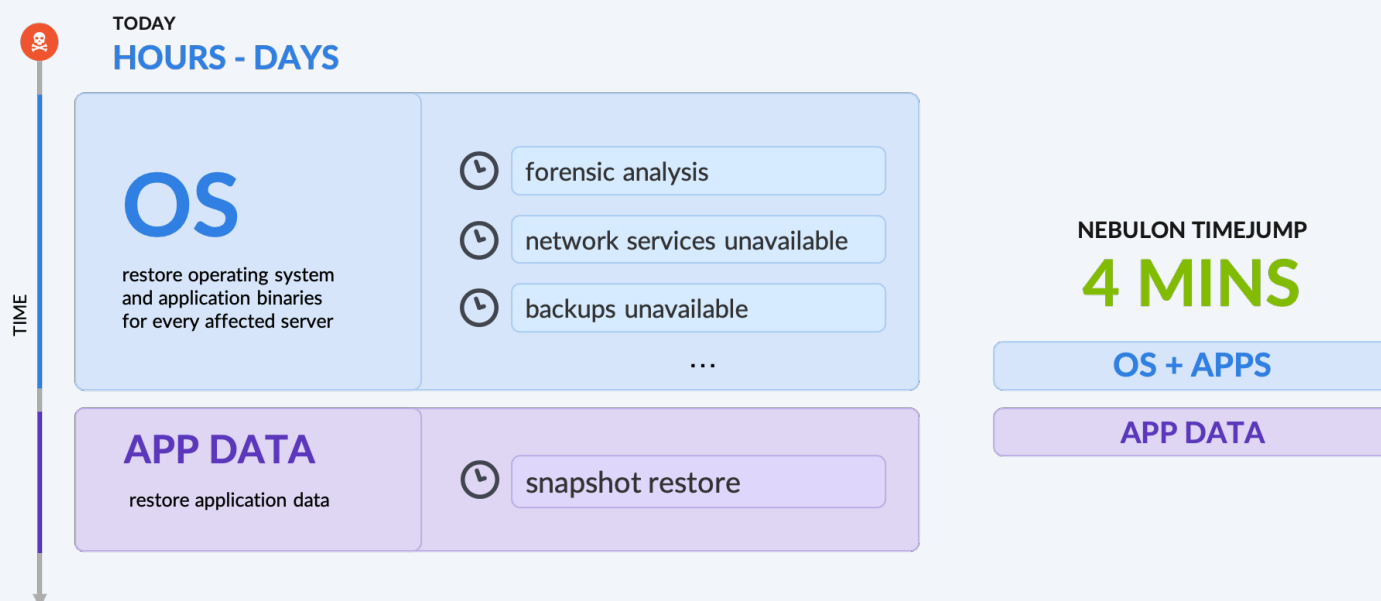 TODAY
HOURS - DAYS
TIME
OS
restore operating system
and application binaries
for every affected server
forensic analysis
network services unavailable
backups unavailable
...
APP DATA
restore application data
snapshot restore
NEBULON TIMEJUMP
4 MINS
OS + APPS
APP DATA